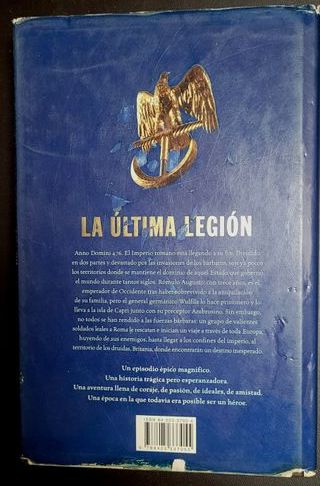 LA ÚLTIMA LEGIÓN
Anno Domini 476. El Imperio romano está llegando a su fin. Dividido
en dos partes y devastado por las invasiones de los bárbaros, son ya pocos
los territorios donde se mantiene el dominio de aquel Estado que gobernó
el mundo durante tantos siglos. Rómulo Augusto, con trece años, es el
emperador de Occidente tras haber sobrevivido a la aniquilación
de su familia, pero el general germánico Wulfila lo hace prisionero y lo
lleva a la isla de Capri junto con su preceptor Ambrosino. Sin embargo,
no todos se han rendido a las fuerzas bárbaras: un grupo de valientes
soldados leales a Roma le rescatan e inician un viaje a través de toda Europa,
huyendo de sus enemigos, hasta llegar a los confines del imperio, al
territorio de los druidas, Britania, donde encontrarán un destino inesperado.
Un episodio épico magnífico.
Una historia trágica pero esperanzadora.
Una aventura llena de coraje, de pasión, de ideales, de amistad.
Una época en la que todavía era posible ser un héroe.